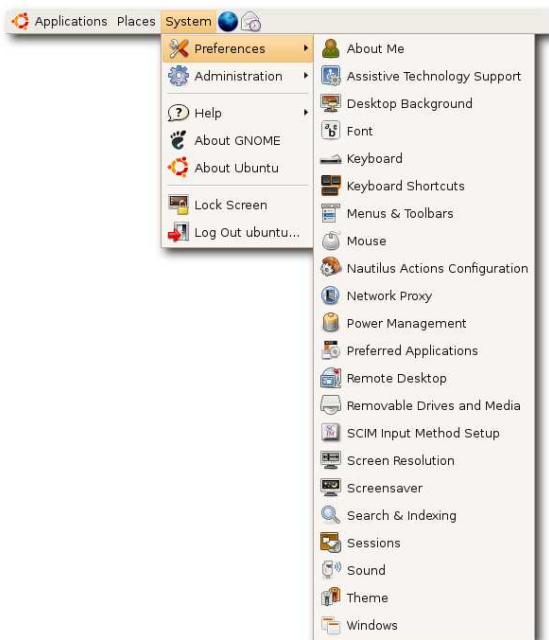 Applications Places System
Preferences
Administration
Help
About GNOME
About Ubuntu
Lock Screen
Log Out ubuntu...
About Me
Assistive Technology Support
Desktop Background
Font
Keyboard
Keyboard Shortcuts
Menus & Toolbars
Mouse
Nautilus Actions Configuration
Network Proxy
Power Management
Preferred Applications
Remote Desktop
Removable Drives and Media
SCIM Input Method Setup
Screen Resolution
Screensaver
Search & Indexing
Sessions
Sound
Theme
Windows